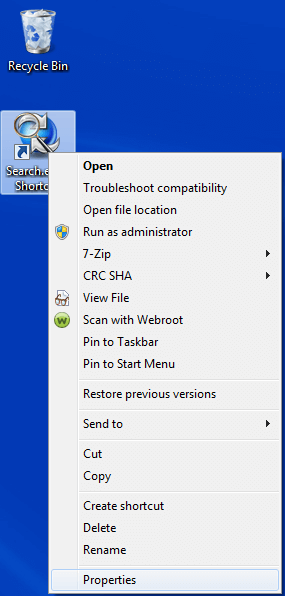 Recycle Bin
Search.e
Shortc
Open
Troubleshoot compatibility
Open file location
Run as administrator
7-Zip
CRC SHA
View File
Scan with Webroot
Pin to Taskbar
Pin to Start Menu
Restore previous versions
Send to
Cut
Copy
Create shortcut
Delete
Rename
Properties